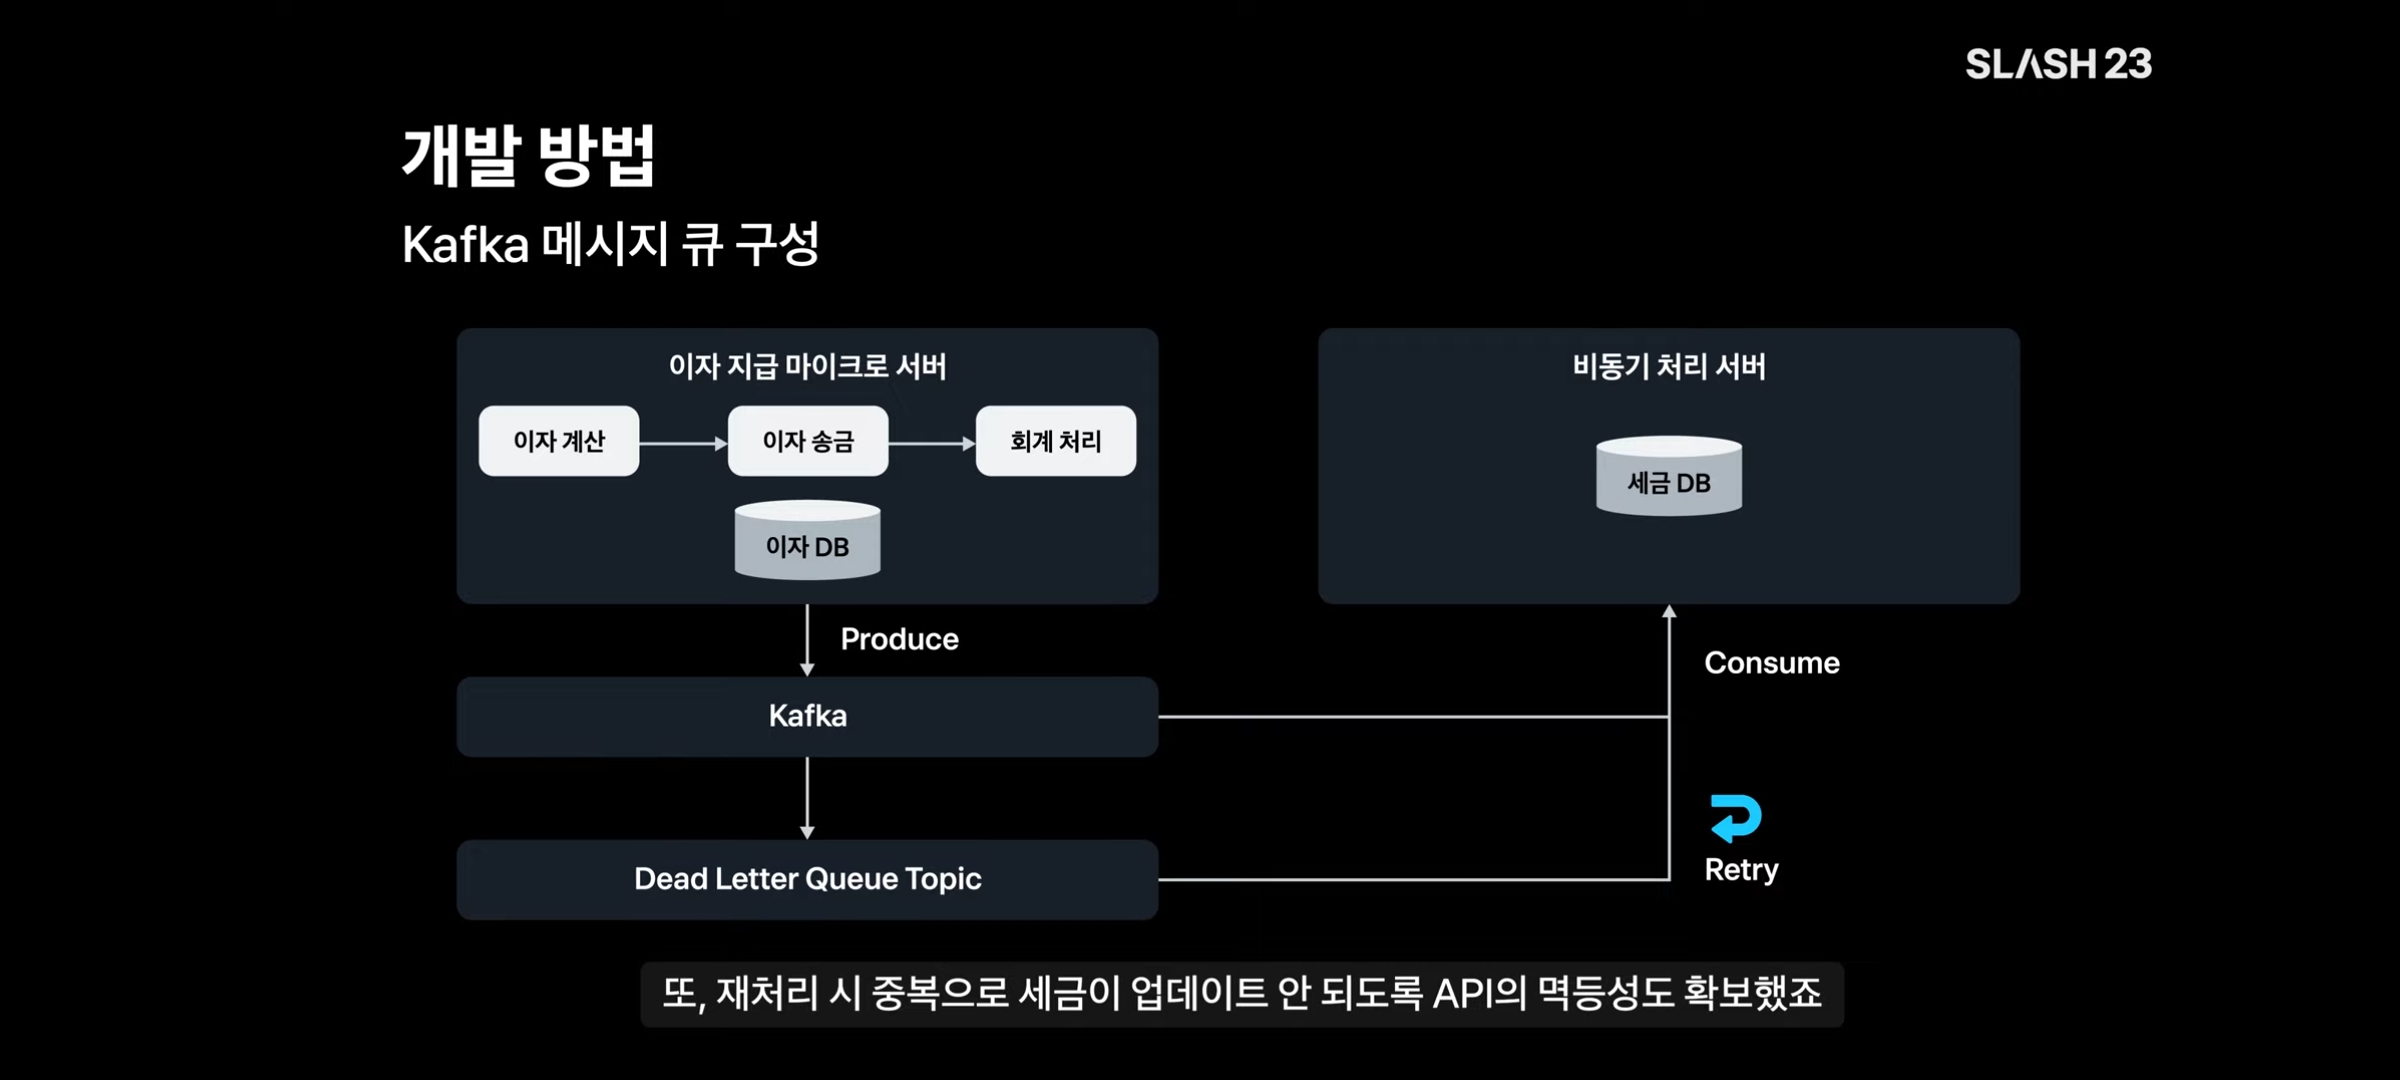 SLASH 23
개발 방법
Kafka 메시지 큐 구성
이자 지급 마이크로 서버
이자 계산
이자 송금
회계 처리
이자 DB
비동기 처리 서버
세금 DB
Produce
Consume
Kafka
Retry
Dead Letter Queue Topic
또, 재처리 시 중복으로 세금이 업데이트 안 되도록 API의 멱등성도 확보했죠